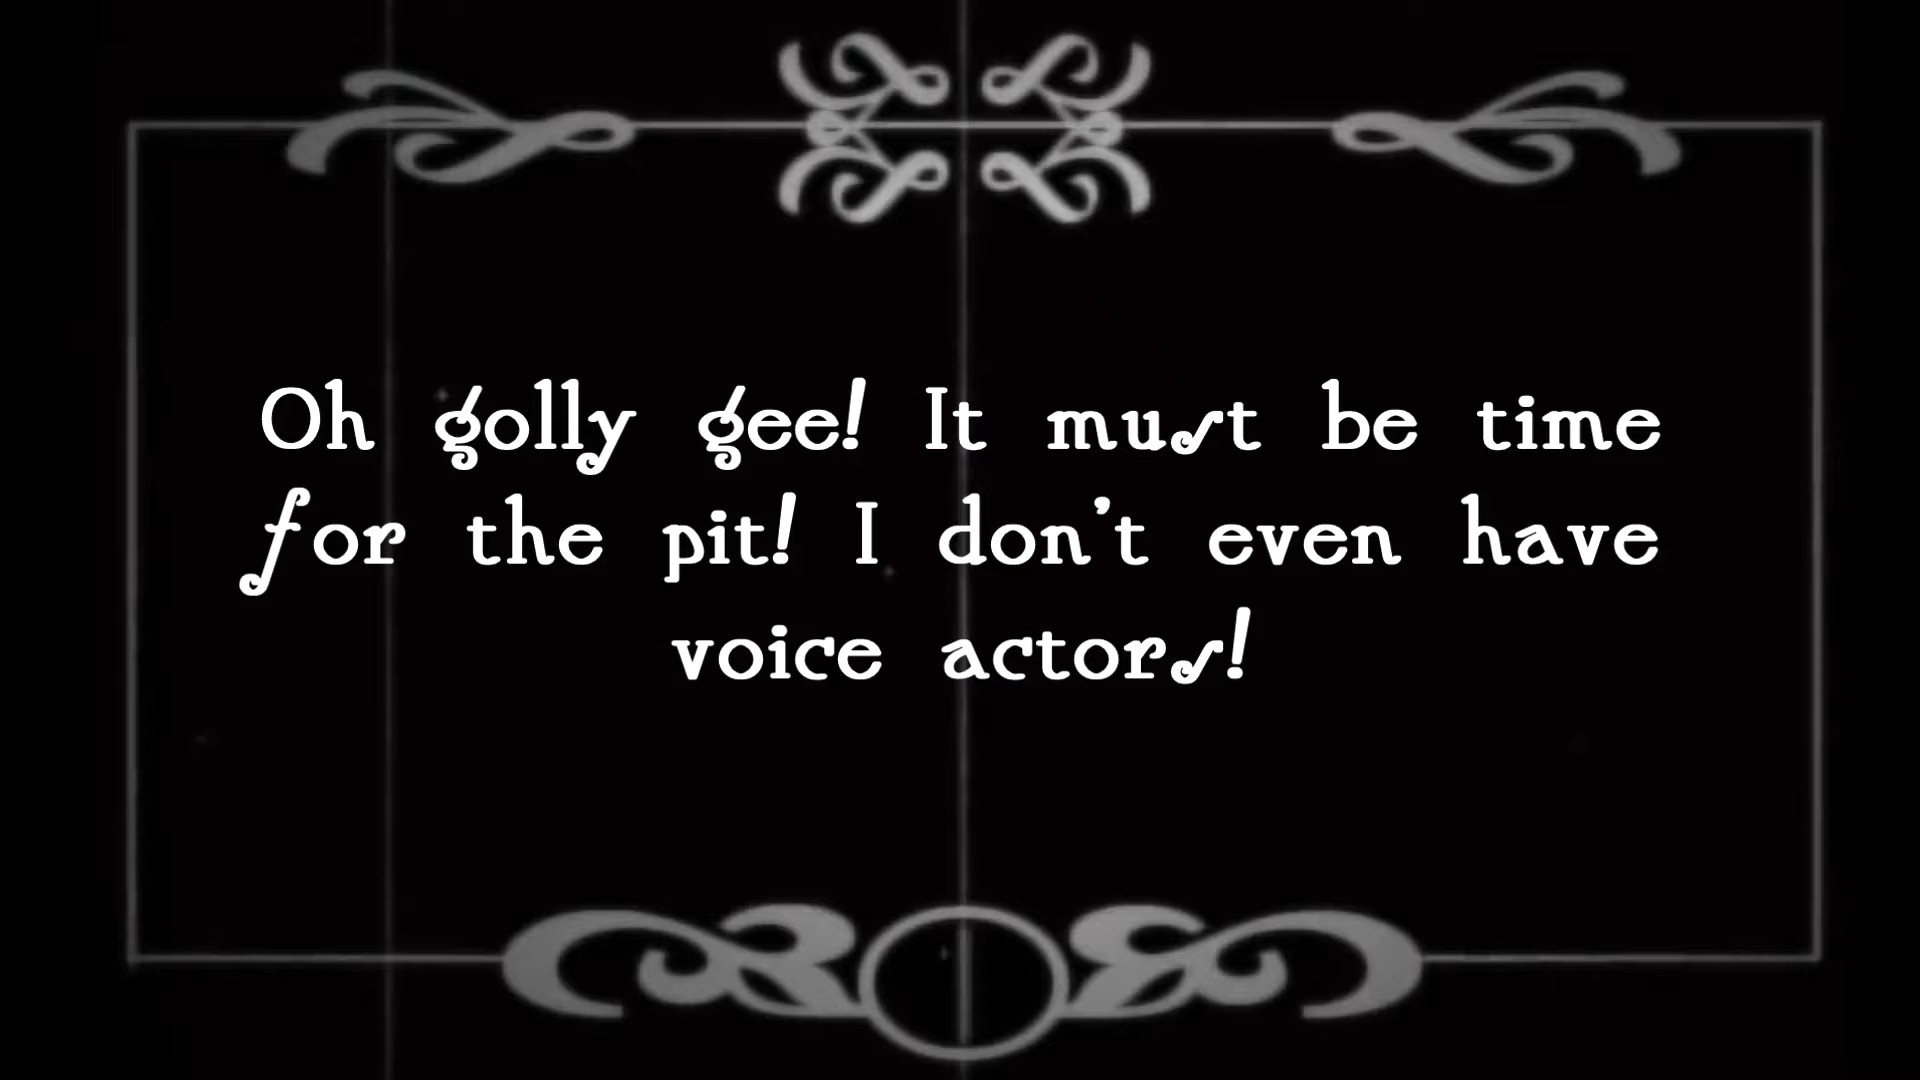 Oh golly gee! It must be time
for the pit! I don't even have
voice actors!